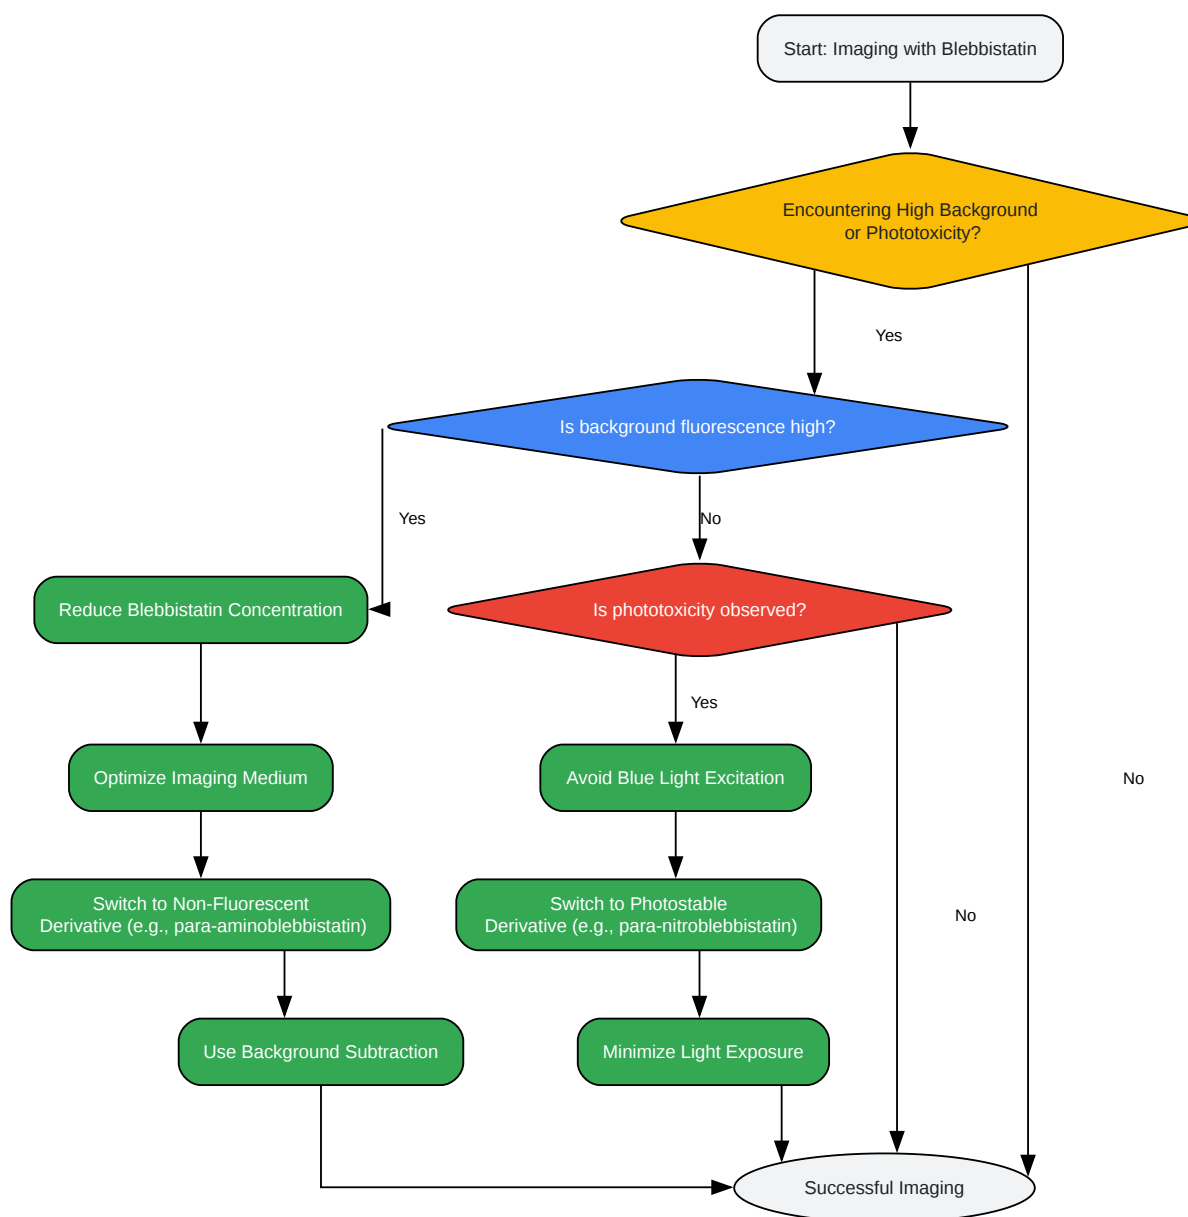 Start: Imaging with Blebbistatin
Encountering High Background
or Phototoxicity?
Yes
Is background fluorescence high?
Yes
No
Reduce Blebbistatin Concentration
Is phototoxicity observed?
Yes
Optimize Imaging Medium
Avoid Blue Light Excitation
No
Switch to Non-Fluorescent
Derivative (e.g., para-aminoblebbistatin)
Switch to Photostable
Derivative (e.g., para-nitroblebbistatin)
No
Use Background Subtraction
Minimize Light Exposure
Successful Imaging